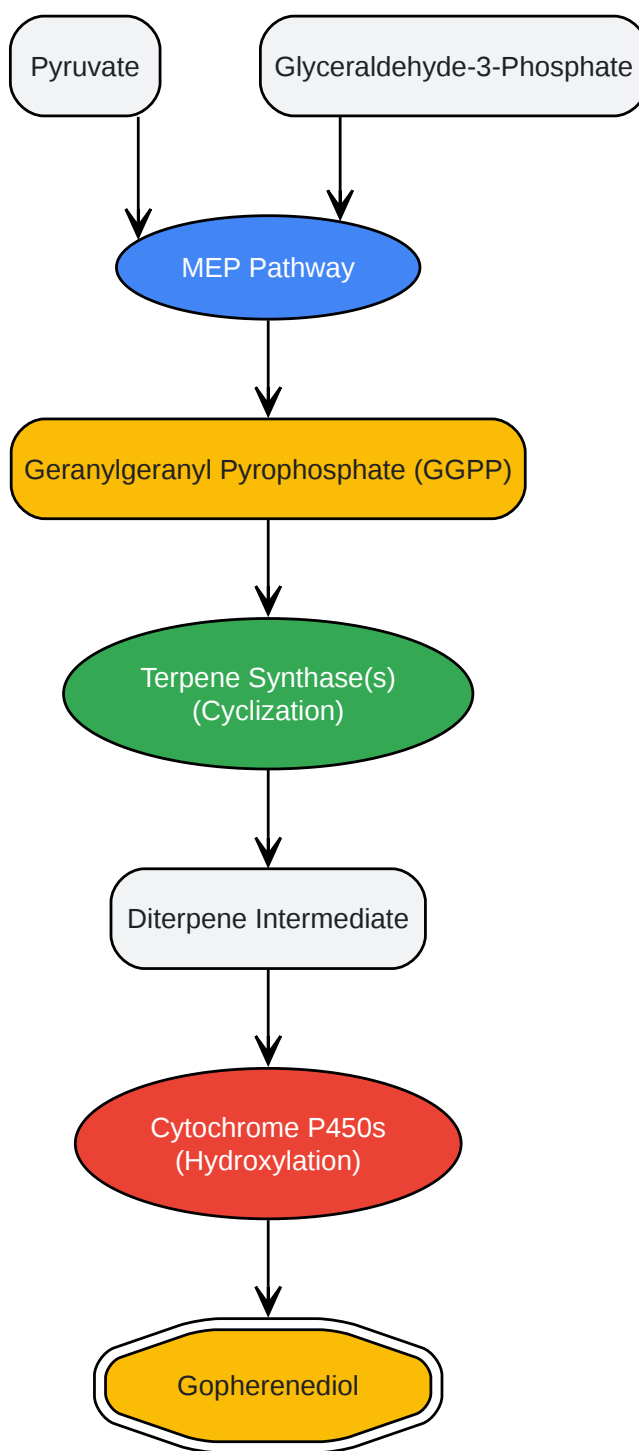 Pyruvate
Glyceraldehyde-3-Phosphate
MEP Pathway
Geranylgeranyl Pyrophosphate (GGPP)
Terpene Synthase(s)
(Cyclization)
Diterpene Intermediate
Cytochrome P450s
(Hydroxylation)
Gopherenediol